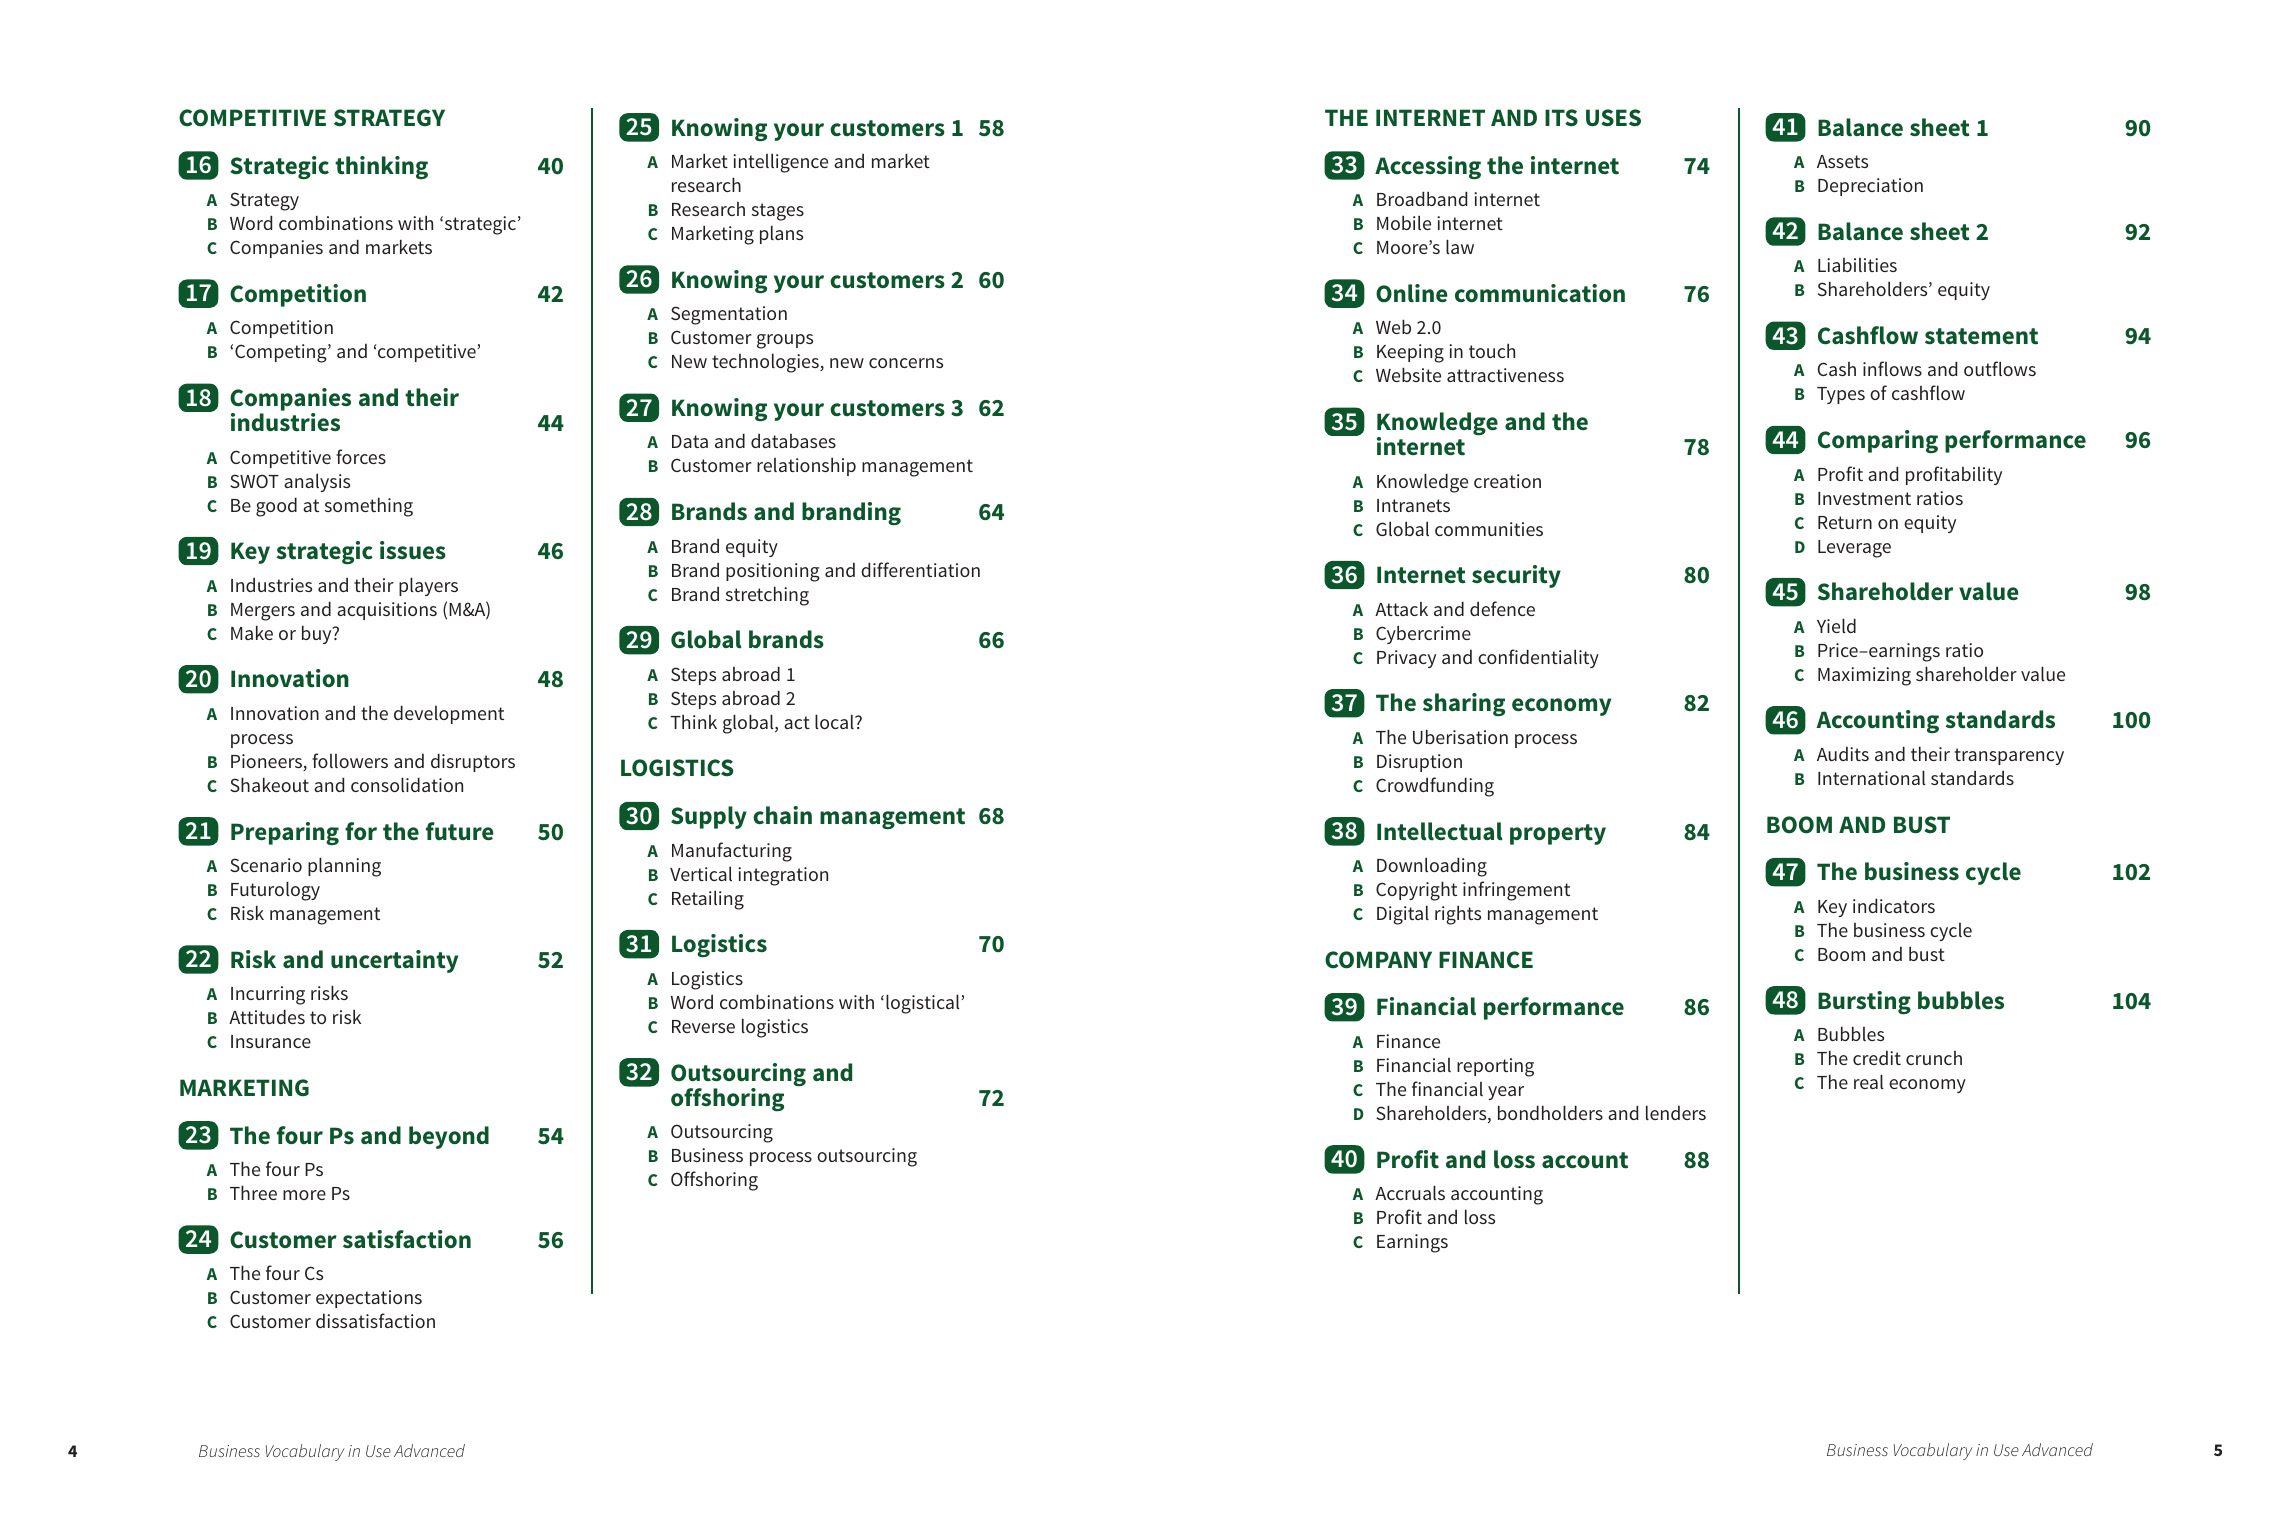 COMPETITIVE STRATEGY
16 Strategic thinking 40
A Strategy
B Word combinations with ‘strategic’
C Companies and markets
17 Competition 42
A Competition
B ‘Competing’ and ‘competitive’
18 Companies and their
industries 44
A Competitive forces
B SWOT analysis
C Be good at something
19 Key strategic issues 46
A Industries and their players
B Mergers and acquisitions (M&A)
C Make or buy?
20 Innovation 48
A Innovation and the development
process
B Pioneers, followers and disruptors
C Shakeout and consolidation
21 Preparing for the future 50
A Scenario planning
B Futurology
C Risk management
22 Risk and uncertainty 52
A Incurring risks
B Attitudes to risk
C Insurance
MARKETING
23 The four Ps and beyond 54
A The four Ps
B Three more Ps
24 Customer satisfaction 56
A The four Cs
B Customer expectations
C Customer dissatisfaction
25 Knowing your customers 1 58
A Market intelligence and market
research
B Research stages
C Marketing plans
26 Knowing your customers 2 60
A Segmentation
B Customer groups
C New technologies, new concerns
27 Knowing your customers 3 62
A Data and databases
B Customer relationship management
28 Brands and branding 64
A Brand equity
B Brand positioning and differentiation
C Brand stretching
29 Global brands 66
A Steps abroad 1
B Steps abroad 2
C Think global, act local?
LOGISTICS
30 Supply chain management 68
A Manufacturing
B Vertical integration
C Retailing
31 Logistics 70
A Logistics
B Word combinations with ‘logistical’
C Reverse logistics
32 Outsourcing and
offshoring 72
A Outsourcing
B Business process outsourcing
C Offshoring
4 Business Vocabulary in Use Advanced
THE INTERNET AND ITS USES
33 Accessing the internet 74
A Broadband internet
B Mobile internet
C Moore’s law
34 Online communication 76
A Web 2.0
B Keeping in touch
C Website attractiveness
35 Knowledge and the
internet 78
A Knowledge creation
B Intranets
C Global communities
36 Internet security 80
A Attack and defence
B Cybercrime
C Privacy and confidentiality
37 The sharing economy 82
A The Uberisation process
B Disruption
C Crowdfunding
38 Intellectual property 84
A Downloading
B Copyright infringement
C Digital rights management
COMPANY FINANCE
39 Financial performance 86
A Finance
B Financial reporting
C The financial year
D Shareholders, bondholders and lenders
40 Profit and loss account 88
A Accruals accounting
B Profit and loss
C Earnings
41 Balance sheet 1 90
A Assets
B Depreciation
42 Balance sheet 2 92
A Liabilities
B Shareholders’ equity
43 Cashflow statement 94
A Cash inflows and outflows
B Types of cashflow
44 Comparing performance 96
A Profit and profitability
B Investment ratios
C Return on equity
D Leverage
45 Shareholder value 98
A Yield
B Price–earnings ratio
C Maximizing shareholder value
46 Accounting standards 100
A Audits and their transparency
B International standards
BOOM AND BUST
47 The business cycle 102
A Key indicators
B The business cycle
C Boom and bust
48 Bursting bubbles 104
A Bubbles
B The credit crunch
C The real economy
Business Vocabulary in Use Advanced 5